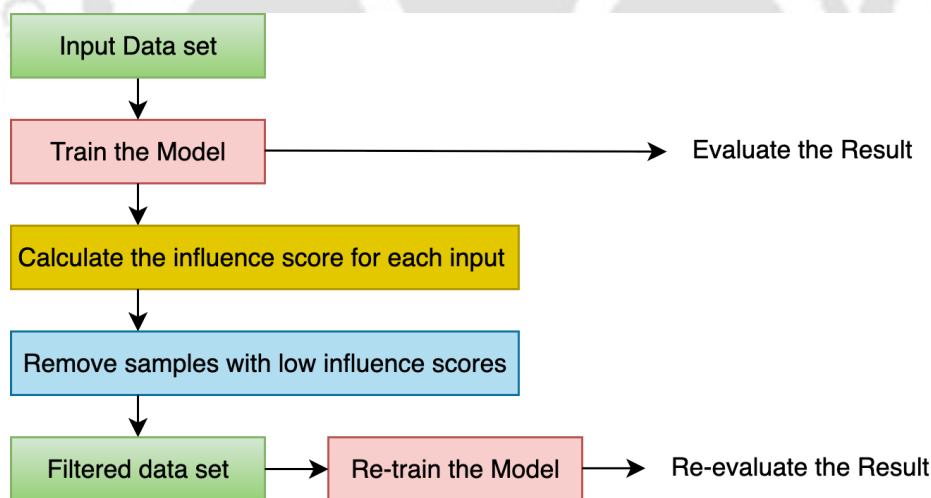 Input Data set
Train the Model
Evaluate the Result
Calculate the influence score for each input
Remove samples with low influence scores
Filtered data set
Re-train the Model
Re-evaluate the Result